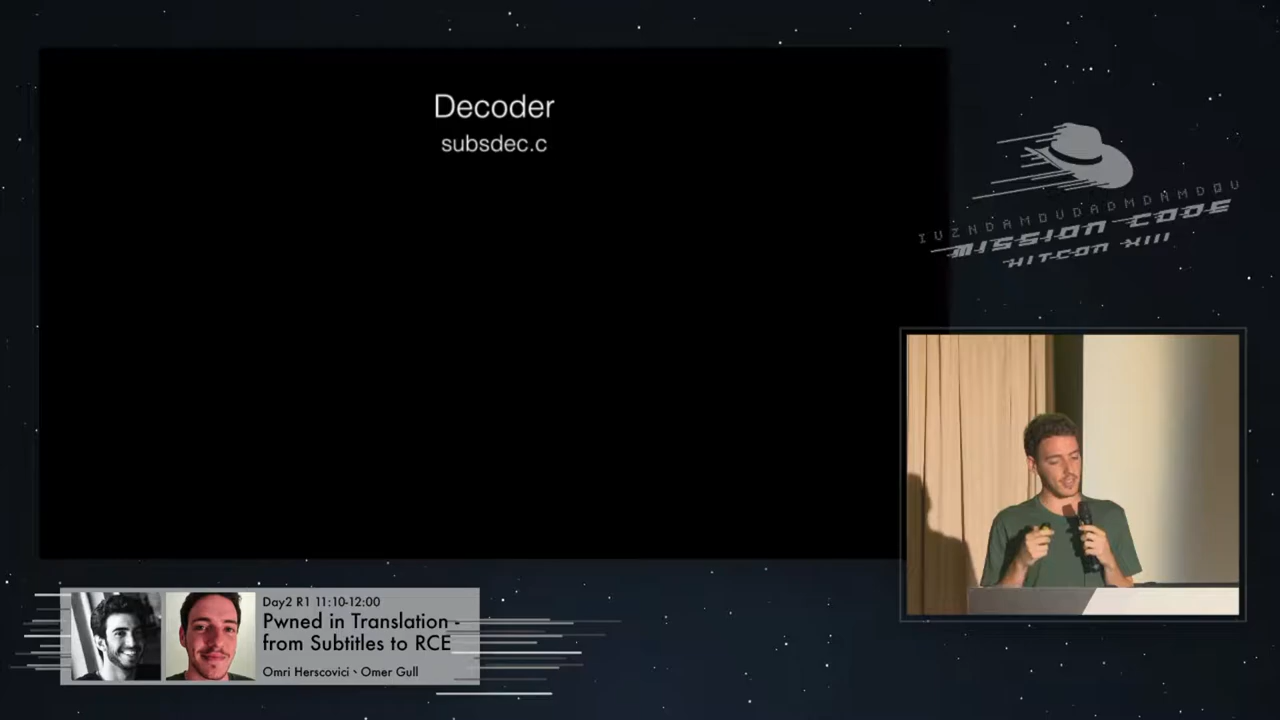 Decoder
subsdec.c
MISSION CODE
HITCON XIII
Day2 R1 11:10-12:00
Pwned in Translation -
from Subtitles to RCE
Omri Herscovici、Omer Gull